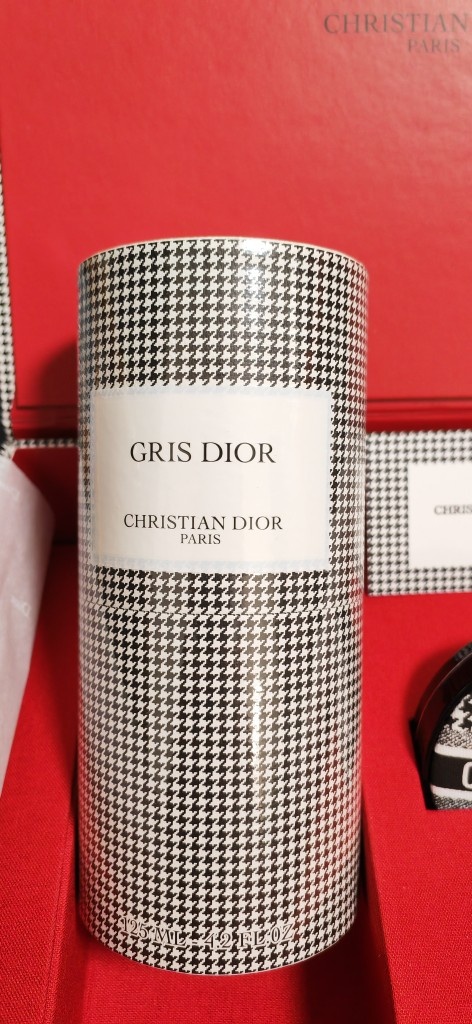 CHRISTIAN
PARIS
GRIS DIOR
CHRISTIAN DIOR
PARIS
125 ML - 4.2 FL.OZ